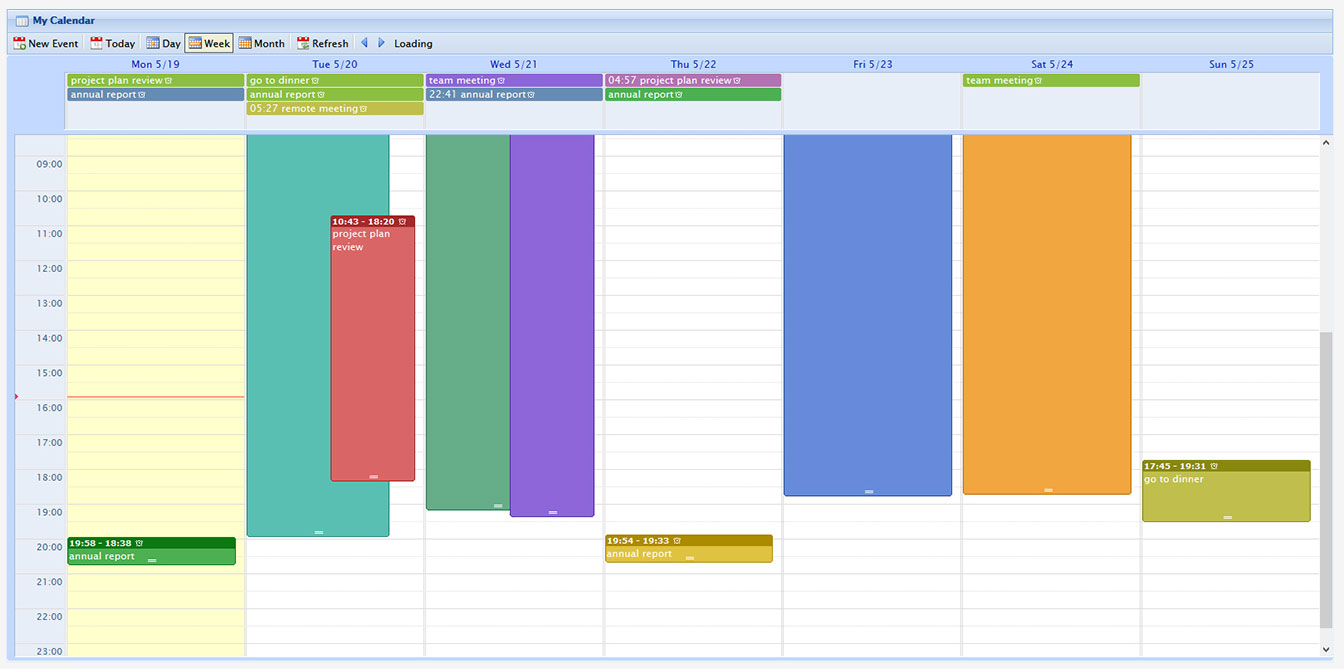 My Calendar
New Event Today Day Week Month Refresh Loading
Mon 5/19 Tue 5/20 Wed 5/21 Thu 5/22 Fri 5/23 Sat 5/24 Sun 5/25
project plan review go to dinner team meeting 04:57 project plan review team meeting
annual report annual report 22:41 annual report annual report
05:27 remote meeting
09:00
10:00
10:43 - 18:20
project plan
review
11:00
12:00
13:00
14:00
15:00
16:00
17:00
17:45 - 19:31
go to dinner
18:00
19:00
19:58 - 18:38 19:54 - 19:33
20:00
annual report annual report
21:00
22:00
23:00